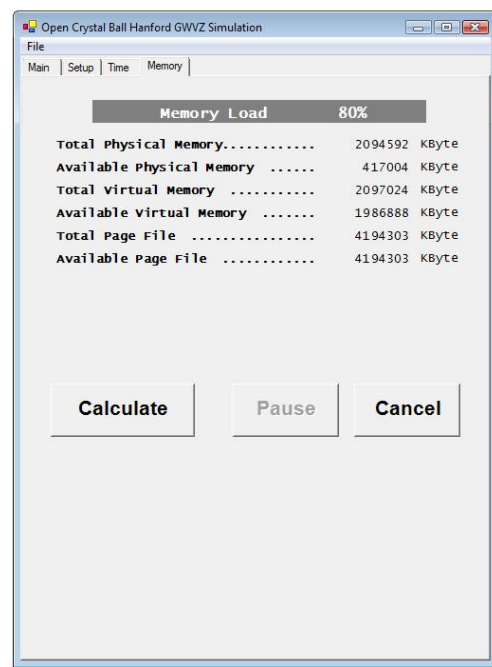 Open Crystal Ball Hanford GWVZ Simulation
File
Main Setup Time Memory
Memory Load 80%
Total Physical Memory............ 2094592 KByte
Available Physical Memory ...... 417004 KByte
Total Virtual Memory ........... 2097024 KByte
Available Virtual Memory ....... 1986888 KByte
Total Page File ................ 4194303 KByte
Available Page File ............ 4194303 KByte
Calculate Pause Cancel